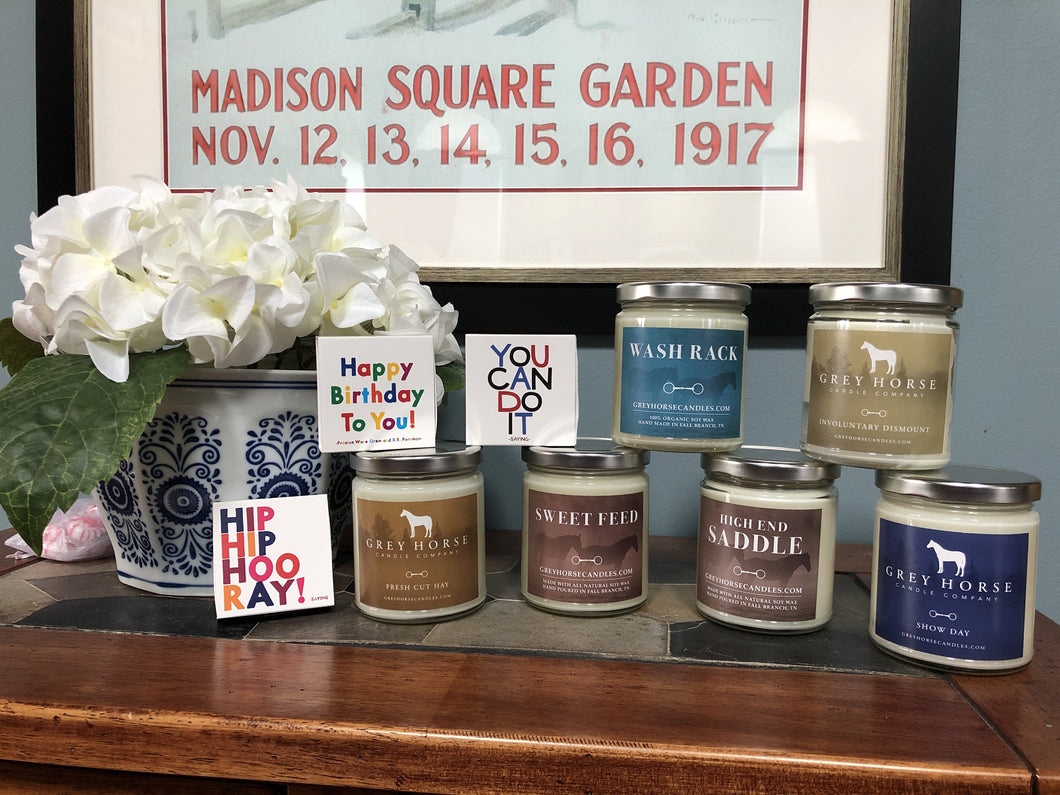 MADISON SQUARE GARDEN
NOV. 12, 13, 14, 15, 16, 1917
Happy
Birthday
To You!
-Preston Ware Orem and R.R. Forman-
YOU
CAN
DO
IT
-SAYING-
WASH RACK
GREYHORSECANDLES.COM
100% ORGANIC SOY WAX
HAND MADE IN FALL BRANCH, TN
GREY HORSE
CANDLE COMPANY
INVOLUNTARY DISMOUNT
GREYHORSECANDLES.COM
HIP
HIP
HOO
RAY!
-SAYING
GREY HORSE
CANDLE COMPANY
FRESH CUT HAY
GREYHORSECANDLES.COM
SWEET FEED
GREYHORSECANDLES.COM
MADE WITH ALL NATURAL SOY WAX
HAND POURED IN FALL BRANCH, TN
HIGH END
SADDLE
GREYHORSECANDLES.COM
MADE WITH ALL NATURAL SOY WAX
HAND POURED IN FALL BRANCH, TN
GREY HORSE
CANDLE COMPANY
SHOW DAY
GREYHORSECANDLES.COM